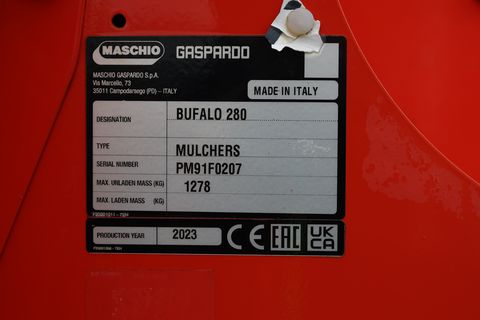 MASCHIO GASPARDO
MASCHIO GASPARDO S.p.A.
Via Marcello, 73
35011 Campodarsego (PD) – ITALY
MADE IN ITALY
DESIGNATION BUFALO 280
TYPE MULCHERS
SERIAL NUMBER PM91F0207
MAX. UNLADEN MASS (KG) 1278
MAX. LADEN MASS (KG)
PRODUCTION YEAR 2023 CE EAC UK CA